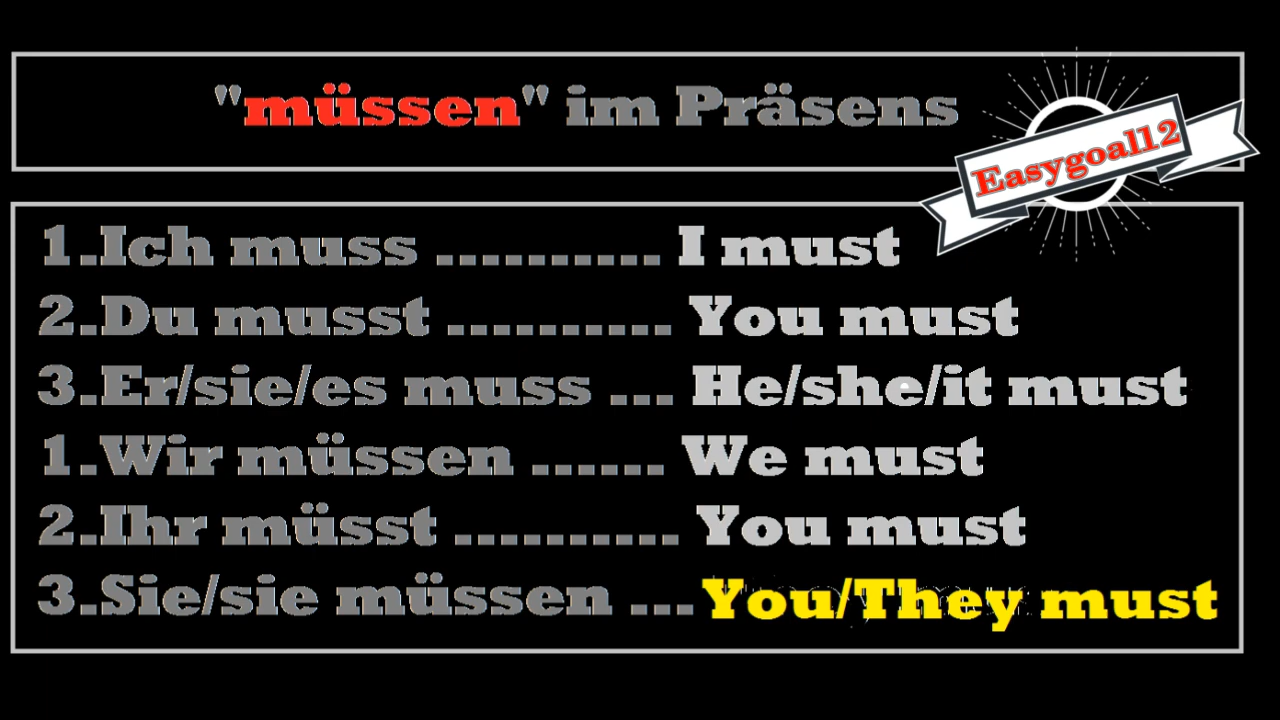 "müssen" im Präsens
Easygoal12
1.Ich muss .......... I must
2.Du musst .......... You must
3.Er/sie/es muss ... He/she/it must
1.Wir müssen ...... We must
2.Ihr müsst .......... You must
3.Sie/sie müssen ... You/They must